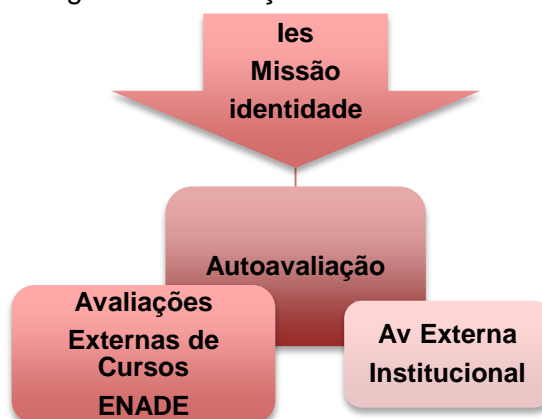 Ies
Missão
identidade
Autoavaliação
Avaliações
Externas de
Cursos
ENADE
Av Externa
Institucional